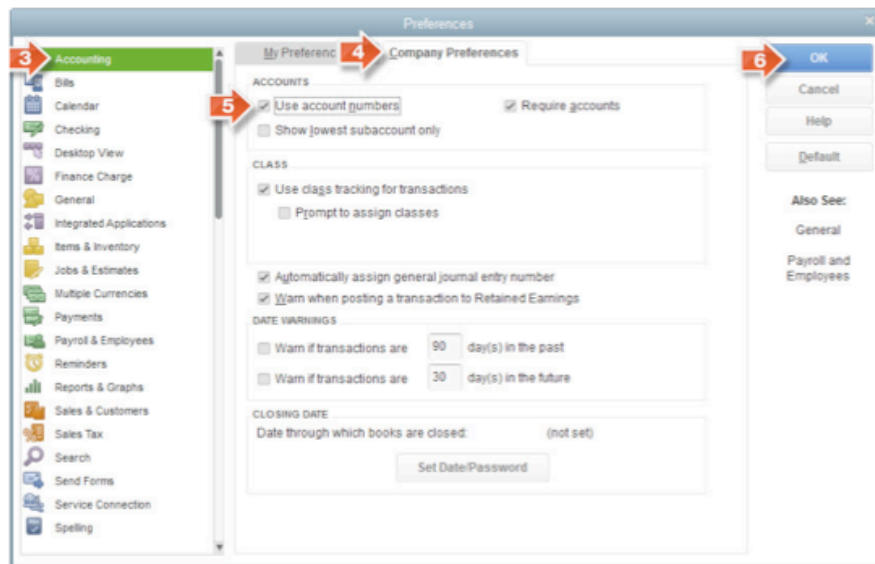 Preferences
3
Accounting
Bills
Calendar
Checking
Desktop View
Finance Charge
General
Integrated Applications
Items & Inventory
Jobs & Estimates
Multiple Currencies
Payments
Payroll & Employees
Reminders
Reports & Graphs
Sales & Customers
Sales Tax
Search
Send Forms
Service Connection
Spelling
My Preferenc
4
Company Preferences
ACCOUNTS
5
Use account numbers
Require accounts
Show lowest subaccount only
CLASS
Use class tracking for transactions
Prompt to assign classes
Automatically assign general journal entry number
Warn when posting a transaction to Retained Earnings
DATE WARNINGS
Warn if transactions are 90 day(s) in the past
Warn if transactions are 30 day(s) in the future
CLOSING DATE
Date through which books are closed: (not set)
Set Date/Password
6
OK
Cancel
Help
Default
Also See:
General
Payroll and
Employees